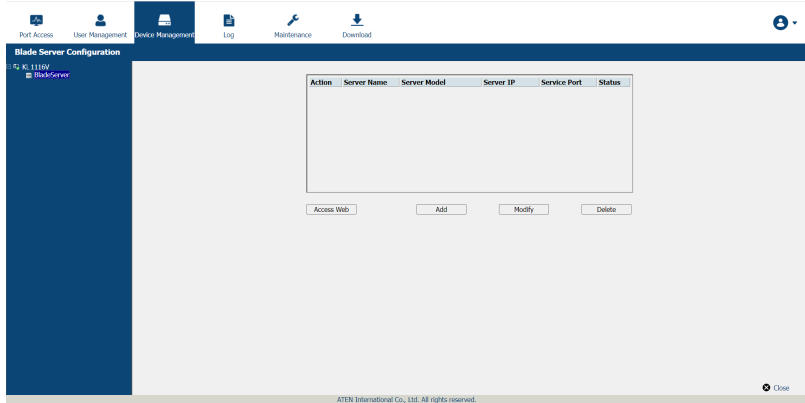 Port Access User Management Device Management Log Maintenance Download
Blade Server Configuration
KL1116V
BladeServer
Action Server Name Server Model Server IP Service Port Status
Access Web Add Modify Delete
Close
ATEN International Co., Ltd. All rights reserved.